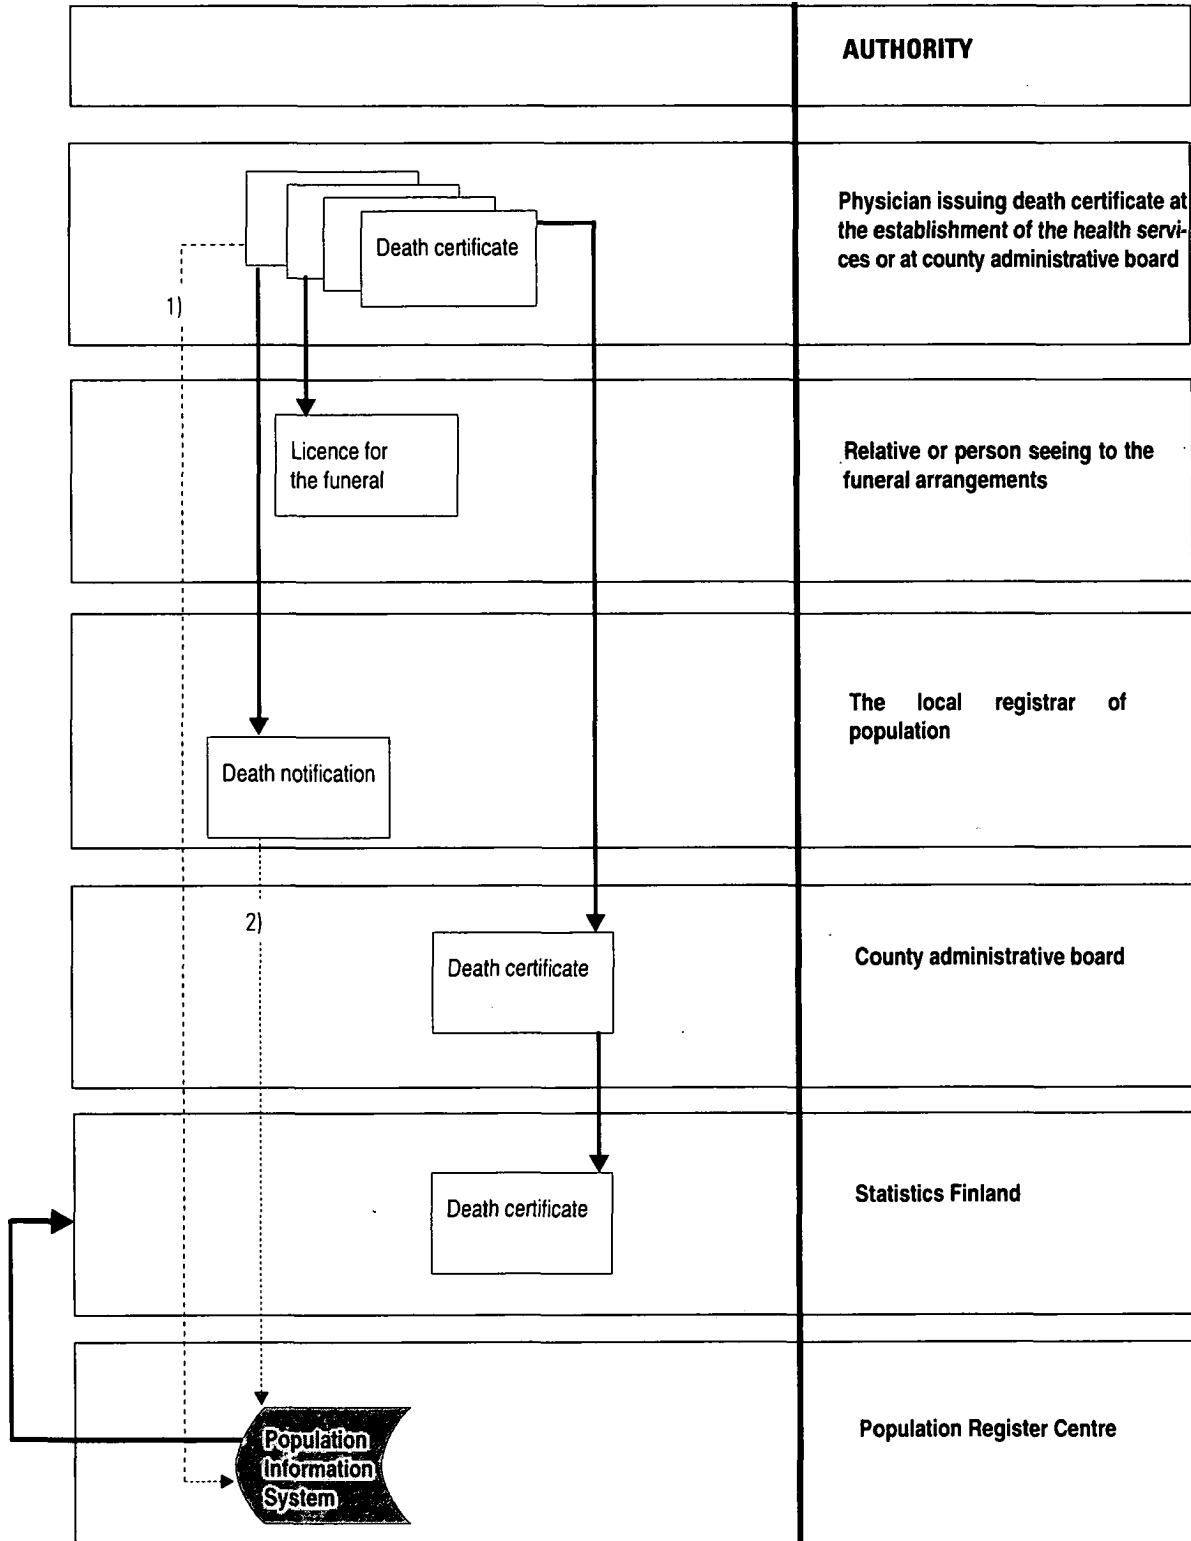 AUTHORITY
Death certificate
Physician issuing death certificate at
the establishment of the health servi-
ces or at county administrative board
1)
Licence for
the funeral
Relative or person seeing to the
funeral arrangements
The local registrar of
population
Death notification
2)
Death certificate
County administrative board
Death certificate
Statistics Finland
Population
Information
System
Population Register Centre